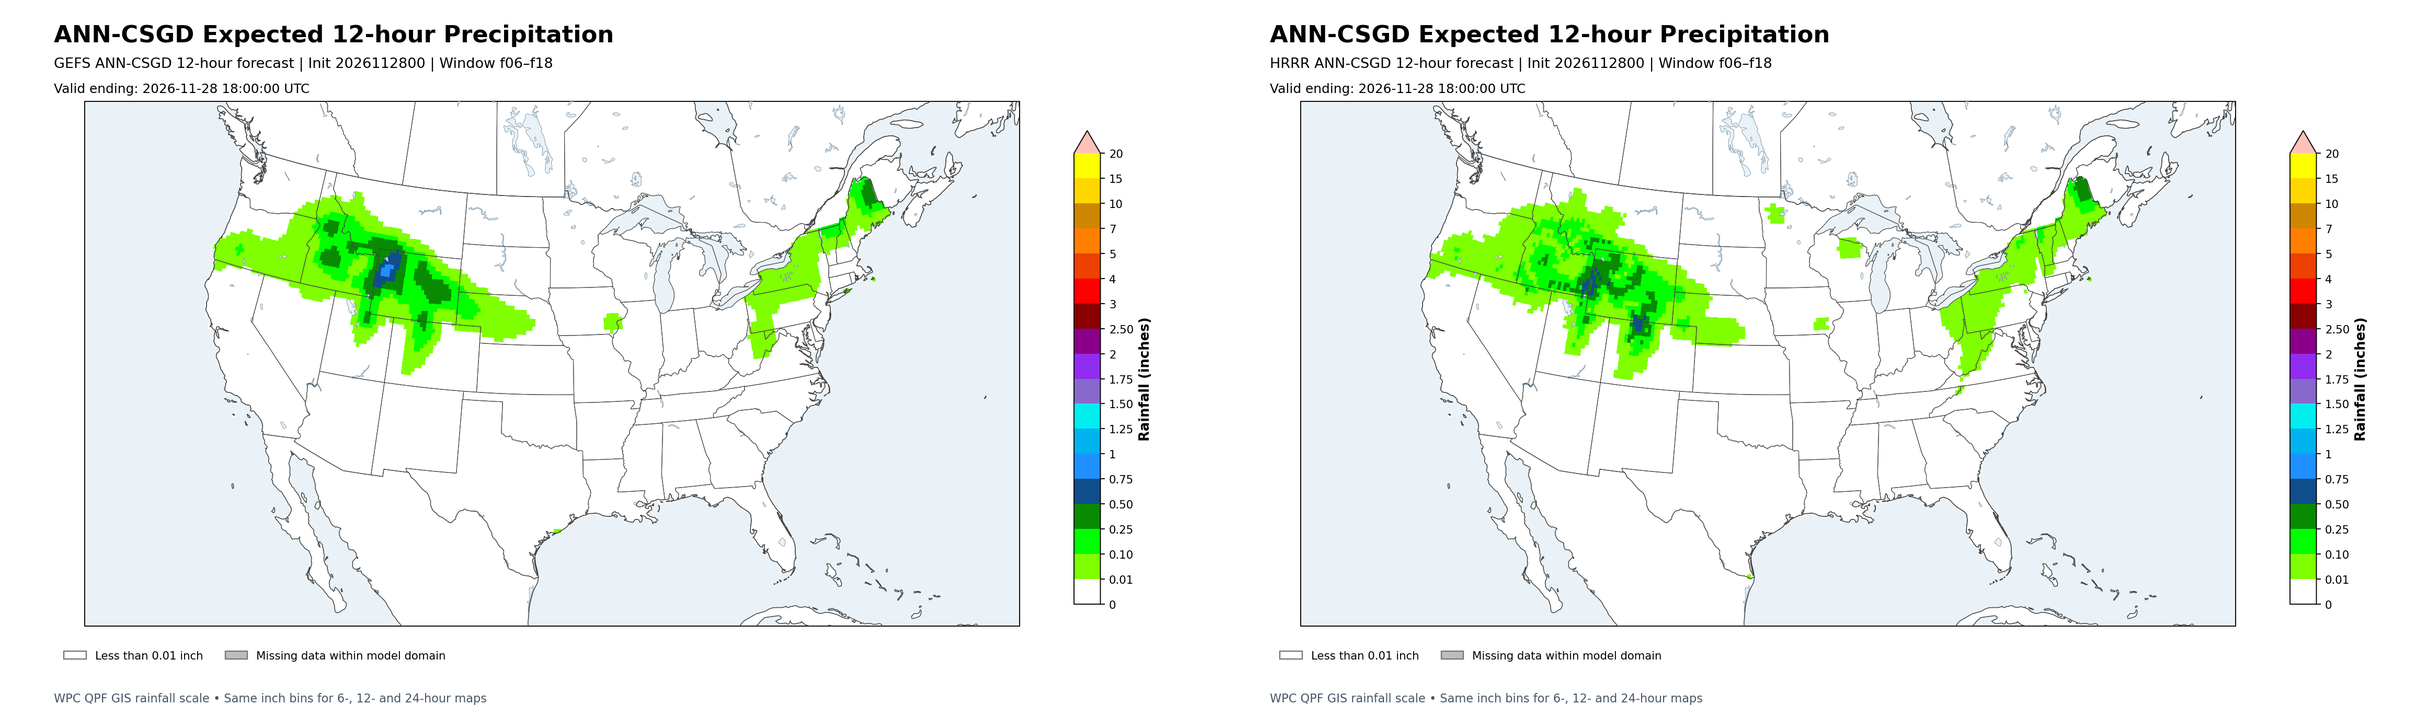 ANN-CSGD Expected 12-hour Precipitation
GEFS ANN-CSGD 12-hour forecast | Init 2026112800 | Window f06–f18
Valid ending: 2026-11-28 18:00:00 UTC
20
15
10
7
5
4
3
2.50
2
1.75
1.50
1.25
1
0.75
0.50
0.25
0.10
0.01
0
Rainfall (inches)
Less than 0.01 inch
Missing data within model domain
WPC QPF GIS rainfall scale • Same inch bins for 6-, 12- and 24-hour maps
ANN-CSGD Expected 12-hour Precipitation
HRRR ANN-CSGD 12-hour forecast | Init 2026112800 | Window f06–f18
Valid ending: 2026-11-28 18:00:00 UTC
20
15
10
7
5
4
3
2.50
2
1.75
1.50
1.25
1
0.75
0.50
0.25
0.10
0.01
0
Rainfall (inches)
Less than 0.01 inch
Missing data within model domain
WPC QPF GIS rainfall scale • Same inch bins for 6-, 12- and 24-hour maps